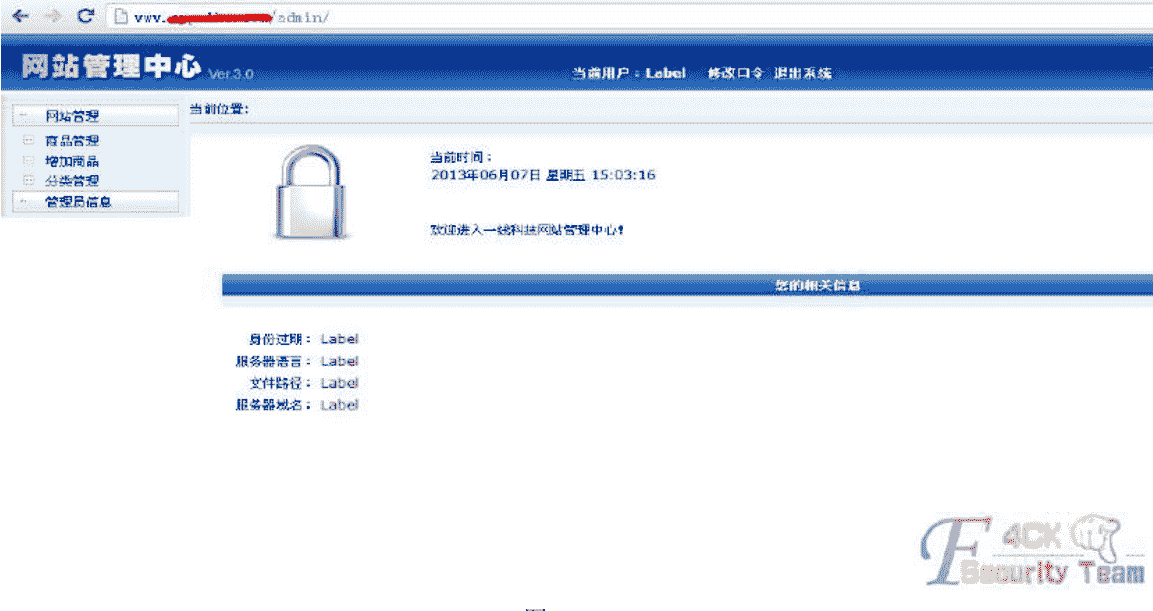 www./admin/
网站管理中心 Ver.3.0
当前用户：Label 修改口令 退出系统
网站管理
当前位置：
商品管理
增加商品
分类管理
管理员信息
当前时间：
2013年06月07日 星期五 15:03:16
欢迎进入一线科技网站管理中心!
您的相关信息
身份过期：Label
服务器语言：Label
文件路径：Label
服务器域名：Label
F4CK
Security Team